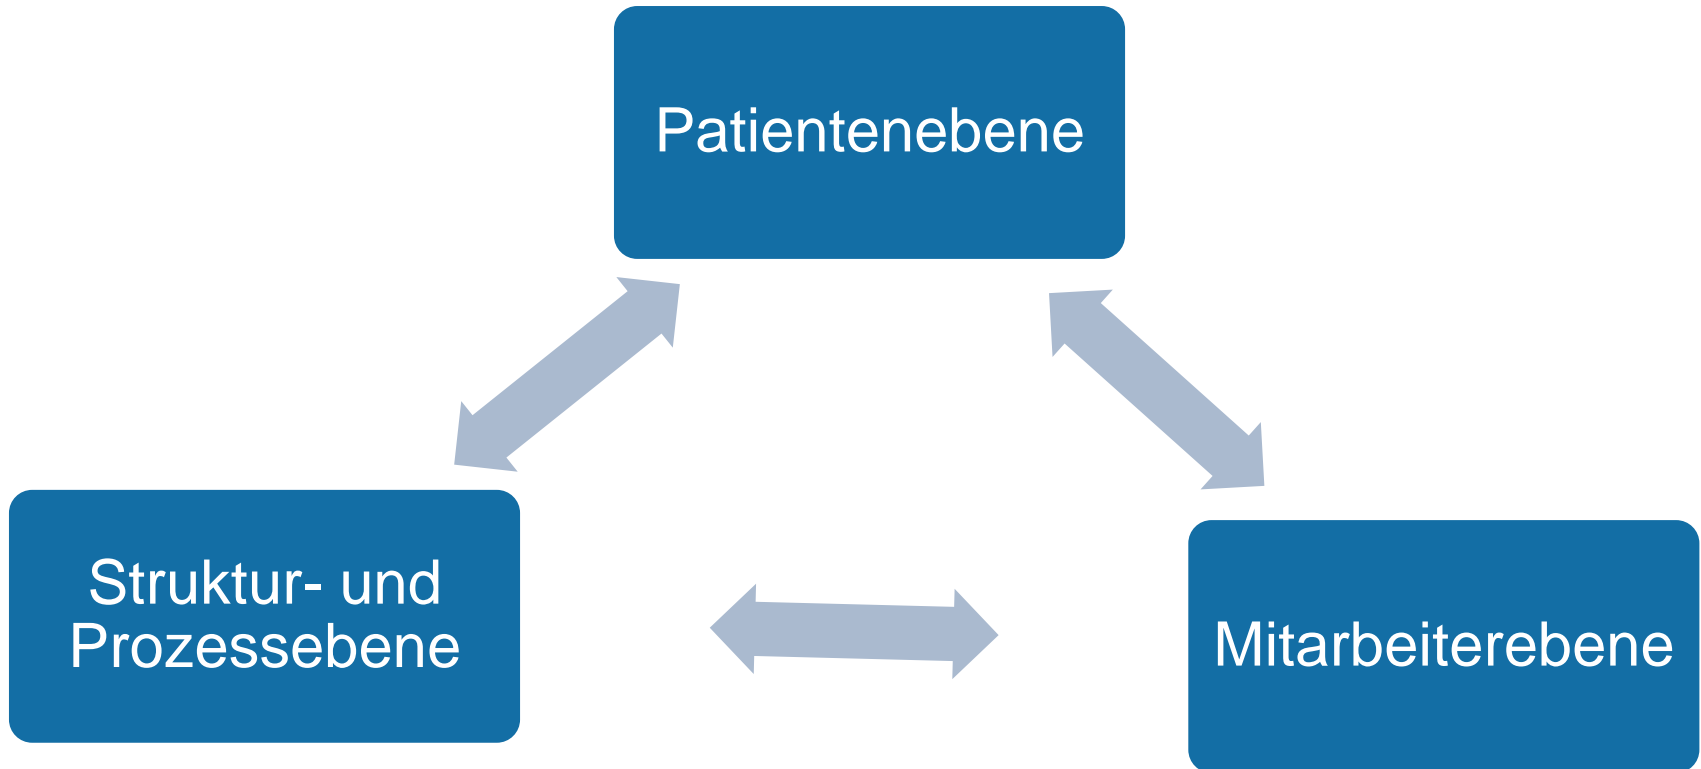 Patientenebene
Struktur- und
Prozessebene
Mitarbeiterebene